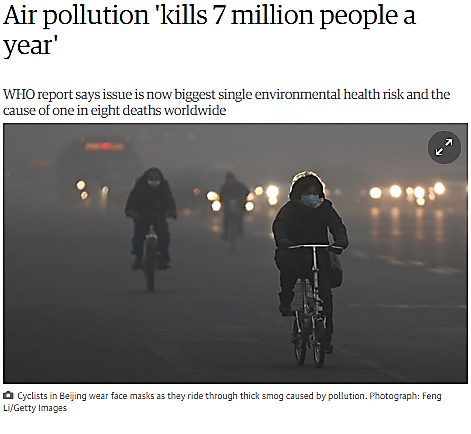 Air pollution 'kills 7 million people a
year'
WHO report says issue is now biggest single environmental health risk and the
cause of one in eight deaths worldwide
Cyclists in Beijing wear face masks as they ride through thick smog caused by pollution. Photograph: Feng
Li/Getty Images